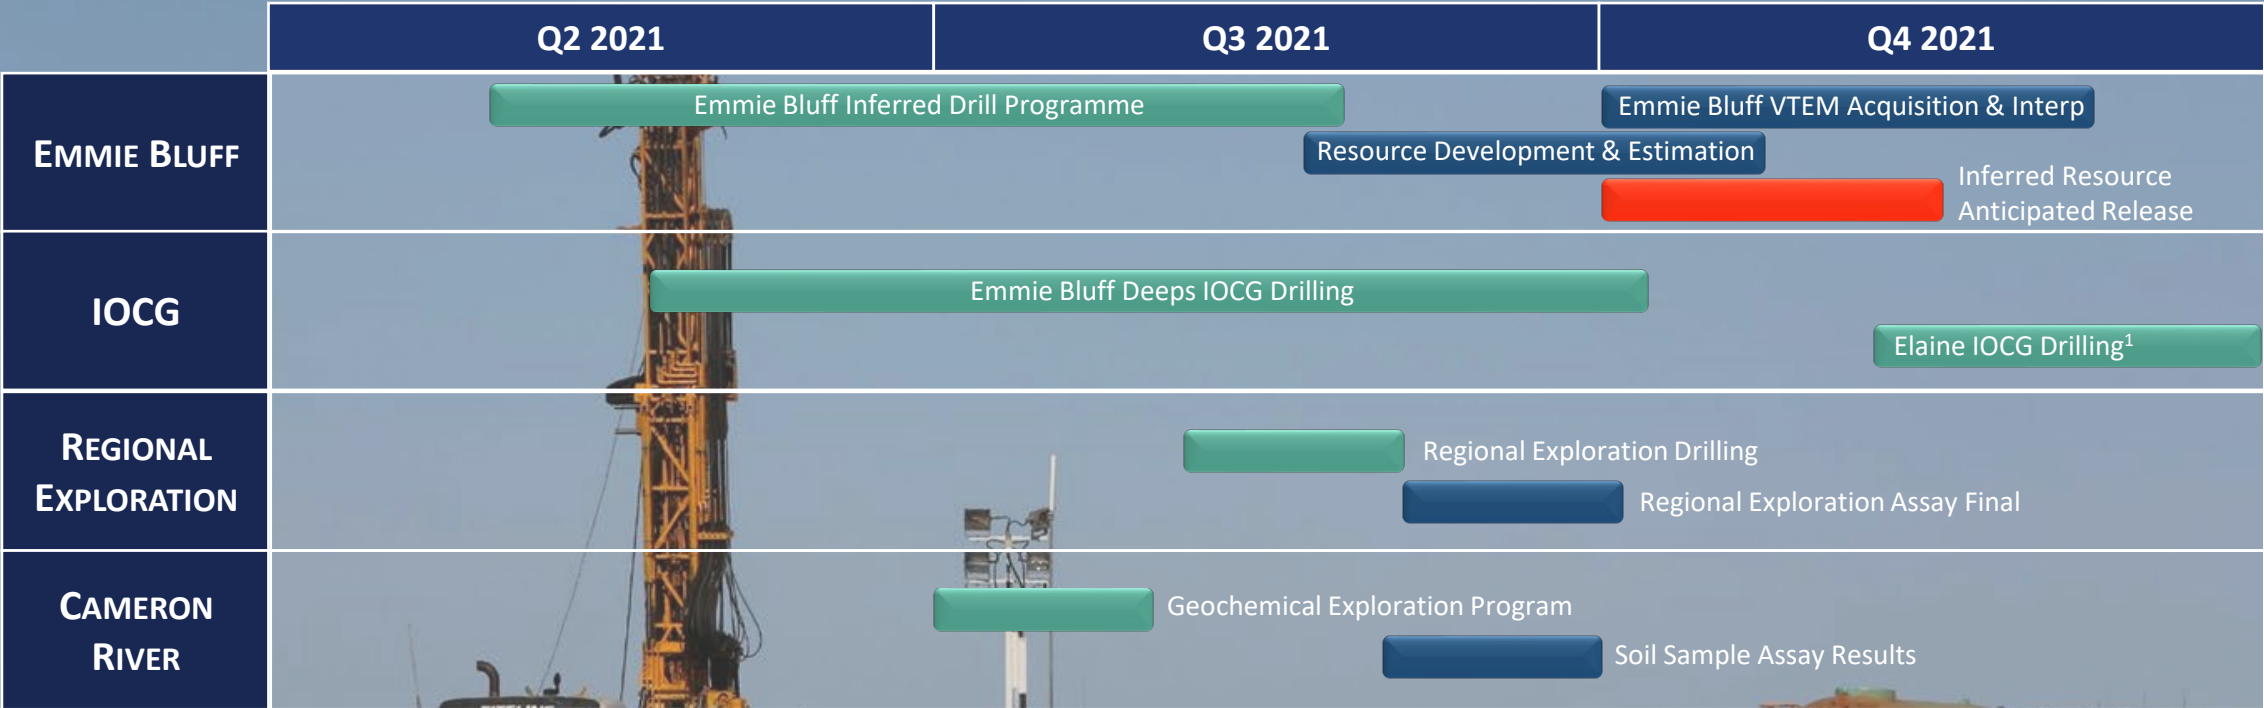 Q2 2021
Q3 2021
Q4 2021
EMMIE BLUFF
Emmie Bluff Inferred Drill Programme
Emmie Bluff VTEM Acquisition & Interp
Resource Development & Estimation
Inferred Resource
Anticipated Release
IOCG
Emmie Bluff Deeps IOCG Drilling
Elaine IOCG Drilling¹
REGIONAL
EXPLORATION
Regional Exploration Drilling
Regional Exploration Assay Final
CAMERON
RIVER
Geochemical Exploration Program
Soil Sample Assay Results